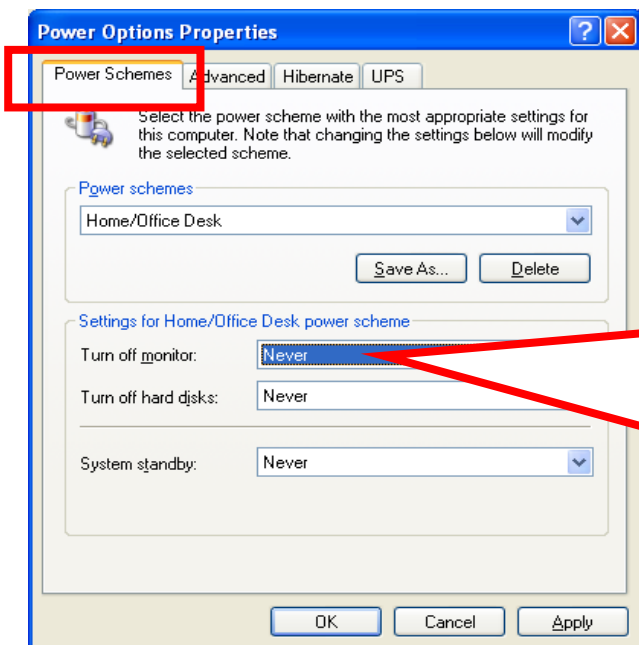 Power Options Properties
Power Schemes Advanced Hibernate UPS
Select the power scheme with the most appropriate settings for
this computer. Note that changing the settings below will modify
the selected scheme.
Power schemes
Home/Office Desk
Save As... Delete
Settings for Home/Office Desk power scheme
Turn off monitor: Never
Turn off hard disks: Never
System standby: Never
OK Cancel Apply